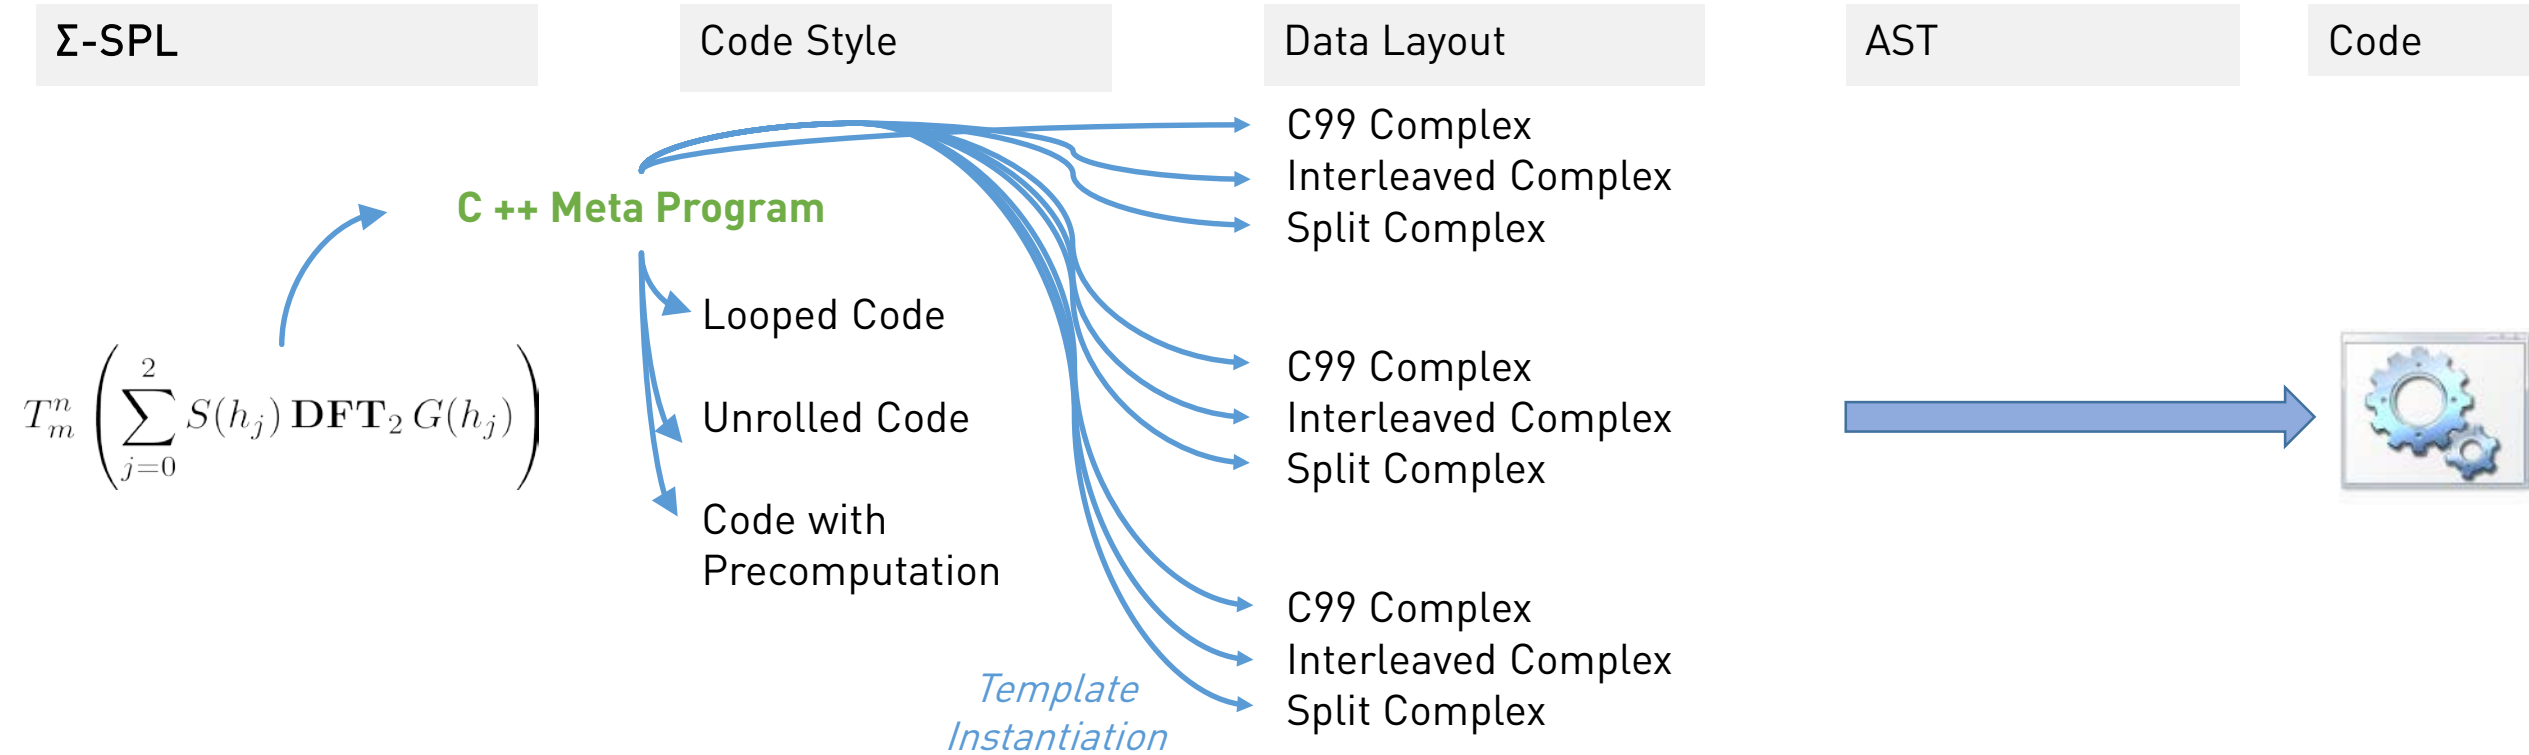 Σ-SPL
Code Style
Data Layout
AST
Code
C ++ Meta Program
Looped Code
Unrolled Code
Code with
Precomputation
T_m^n ( \sum_{j=0}^{2} S(h_j) DFT_2 G(h_j) )
C99 Complex
Interleaved Complex
Split Complex
C99 Complex
Interleaved Complex
Split Complex
C99 Complex
Interleaved Complex
Split Complex
Template
Instantiation